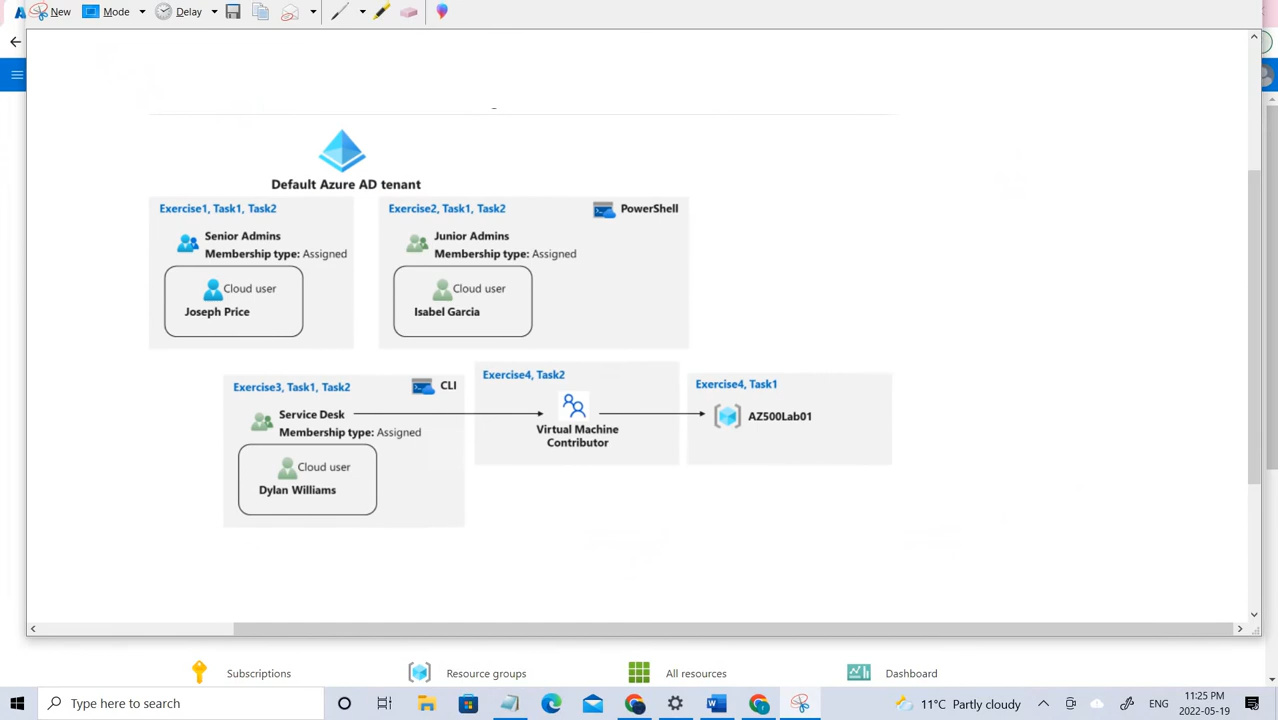 New
Mode
Delay
Default Azure AD tenant
Exercise1, Task1, Task2
Senior Admins
Membership type: Assigned
Cloud user
Joseph Price
Exercise2, Task1, Task2
PowerShell
Junior Admins
Membership type: Assigned
Cloud user
Isabel Garcia
Exercise3, Task1, Task2
CLI
Service Desk
Membership type: Assigned
Cloud user
Dylan Williams
Exercise4, Task2
Virtual Machine
Contributor
Exercise4, Task1
AZ500Lab01
Subscriptions
Resource groups
All resources
Dashboard
Type here to search
11°C Partly cloudy
ENG
11:25 PM
2022-05-19